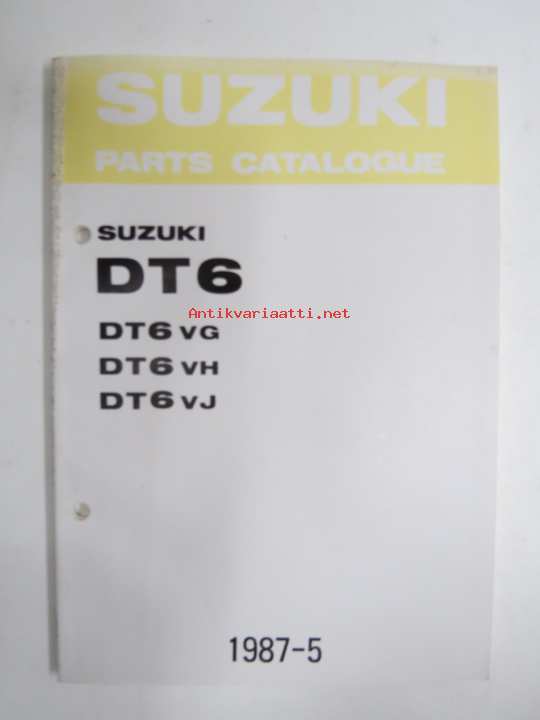 SUZUKI
PARTS CATALOGUE
SUZUKI
DT6
Antikvariaatti.net
DT6 VG
DT6 VH
DT6 VJ
1987-5